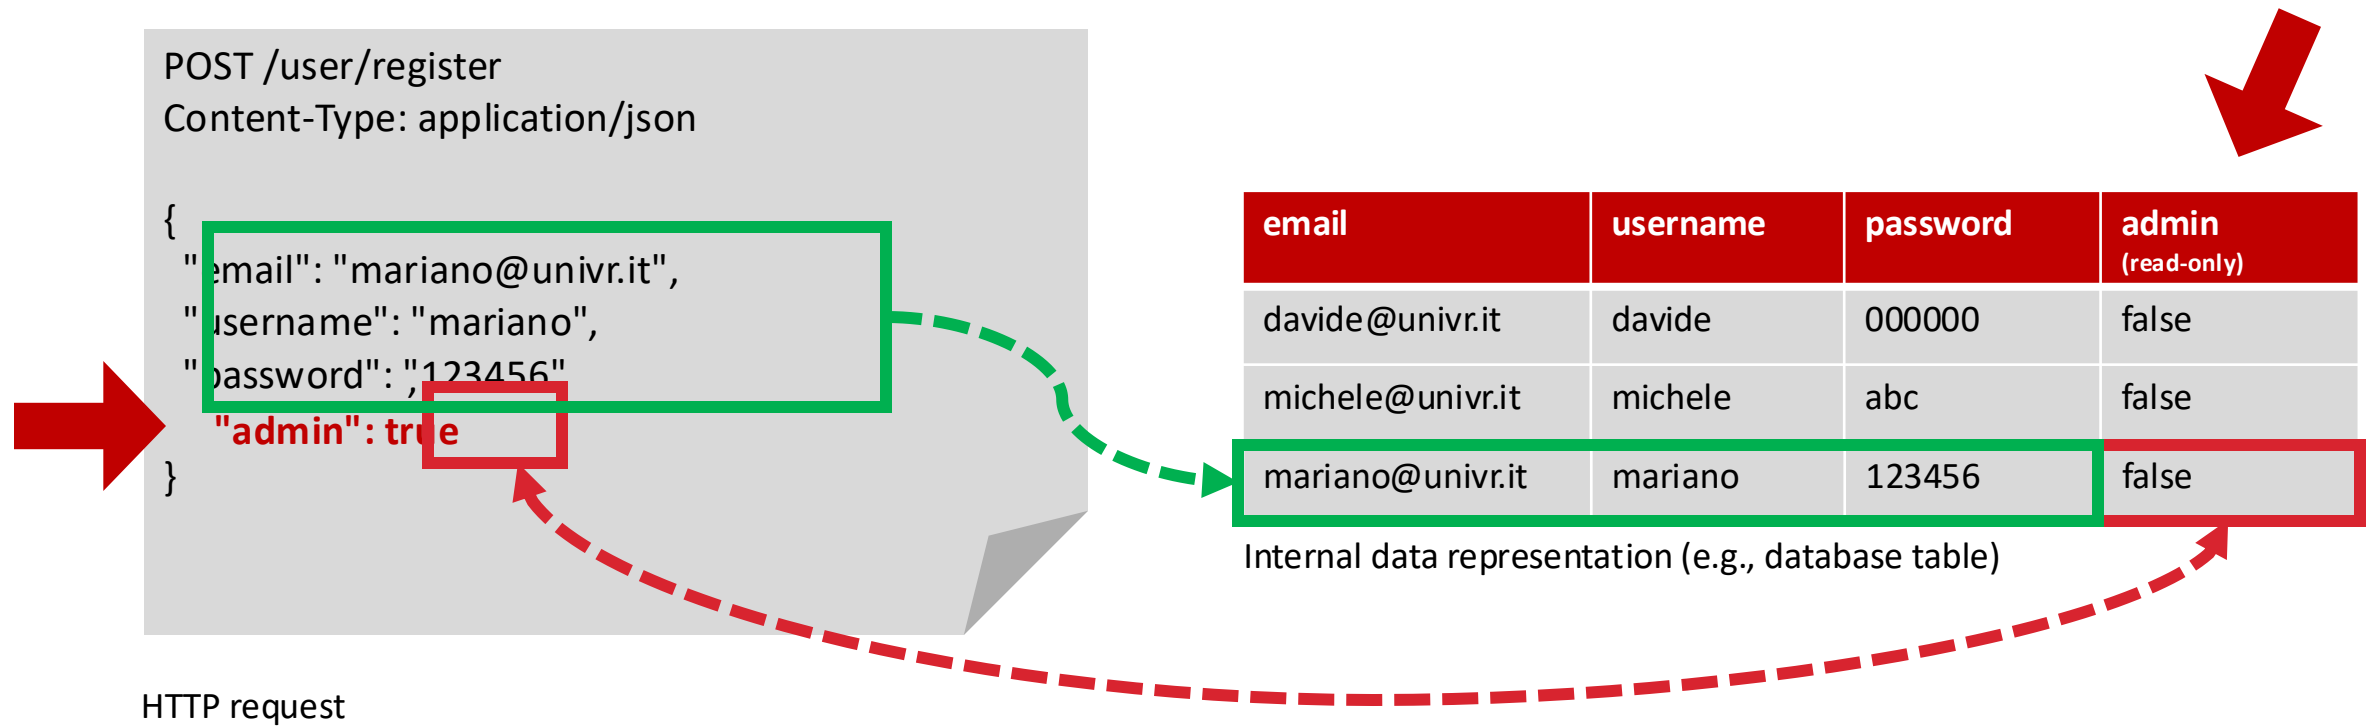 POST /user/register
Content-Type: application/json
{
"email": "mariano@univr.it",
"username": "mariano",
"password": ",123456"
"admin": true
}
HTTP request
email username password admin
(read-only)
davide@univr.it davide 000000 false
michele@univr.it michele abc false
mariano@univr.it mariano 123456 false
Internal data representation (e.g., database table)